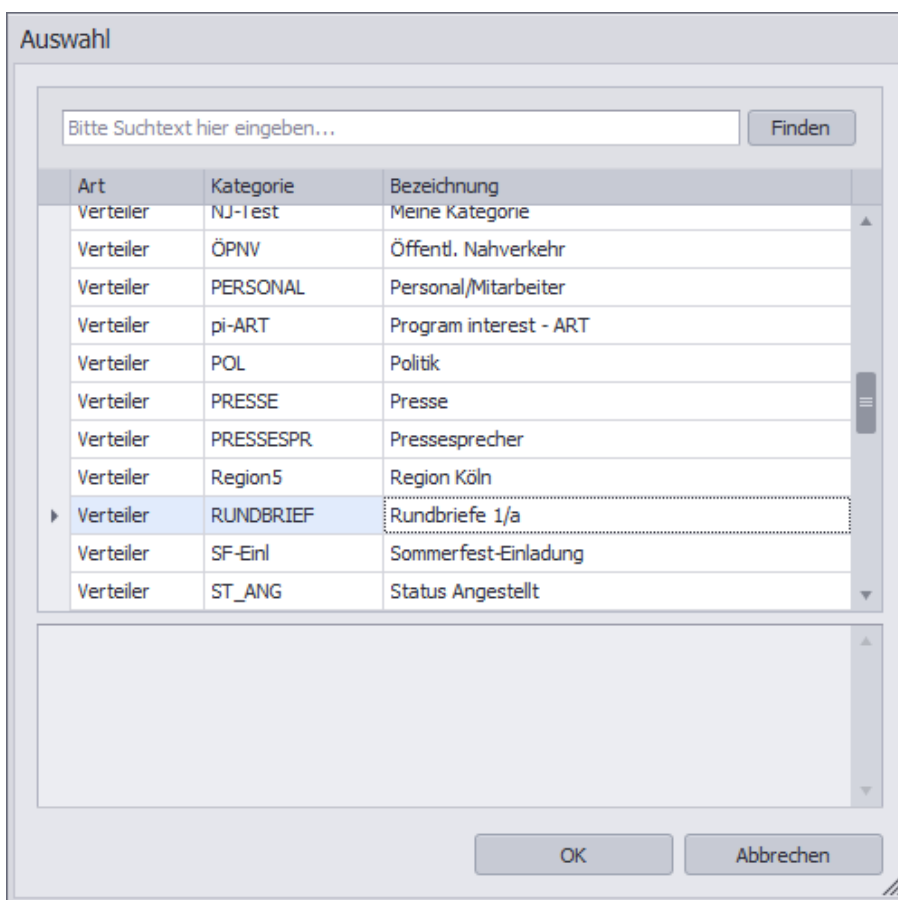 Auswahl
Bitte Suchtext hier eingeben... Finden
Art Kategorie Bezeichnung
Verteiler NJ-Test Meine Kategorie
Verteiler ÖPNV Öffentl. Nahverkehr
Verteiler PERSONAL Personal/Mitarbeiter
Verteiler pi-ART Program interest - ART
Verteiler POL Politik
Verteiler PRESSE Presse
Verteiler PRESSESPR Pressesprecher
Verteiler Region5 Region Köln
Verteiler RUNDBRIEF Rundbriefe 1/a
Verteiler SF-Einl Sommerfest-Einladung
Verteiler ST_ANG Status Angestellt
OK Abbrechen